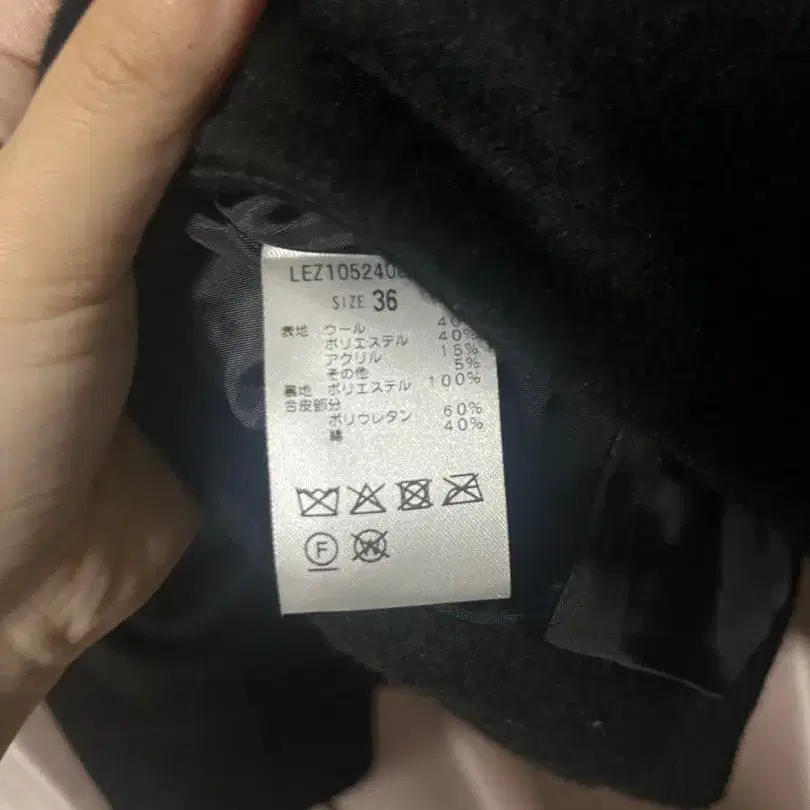 LEZ105240
SIZE 36
表地 ウール 40%
ポリエステル 40%
アクリル 15%
その他 5%
裏地 ポリエステル 100%
合皮部分
ポリウレタン 60%
綿 40%
F
W